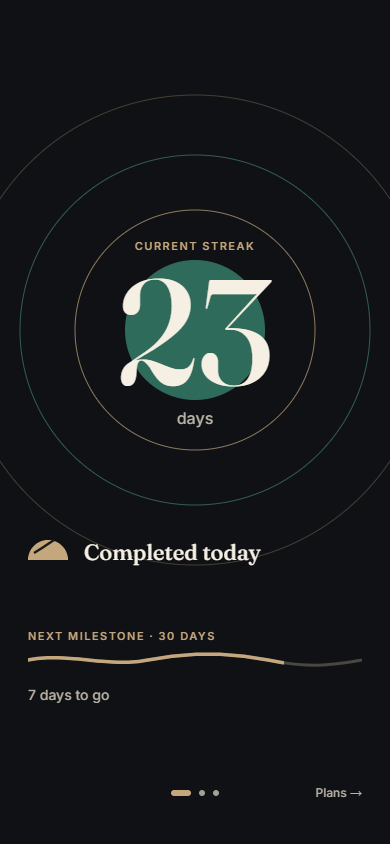 CURRENT STREAK
23
days
Completed today
NEXT MILESTONE · 30 DAYS
7 days to go
Plans →